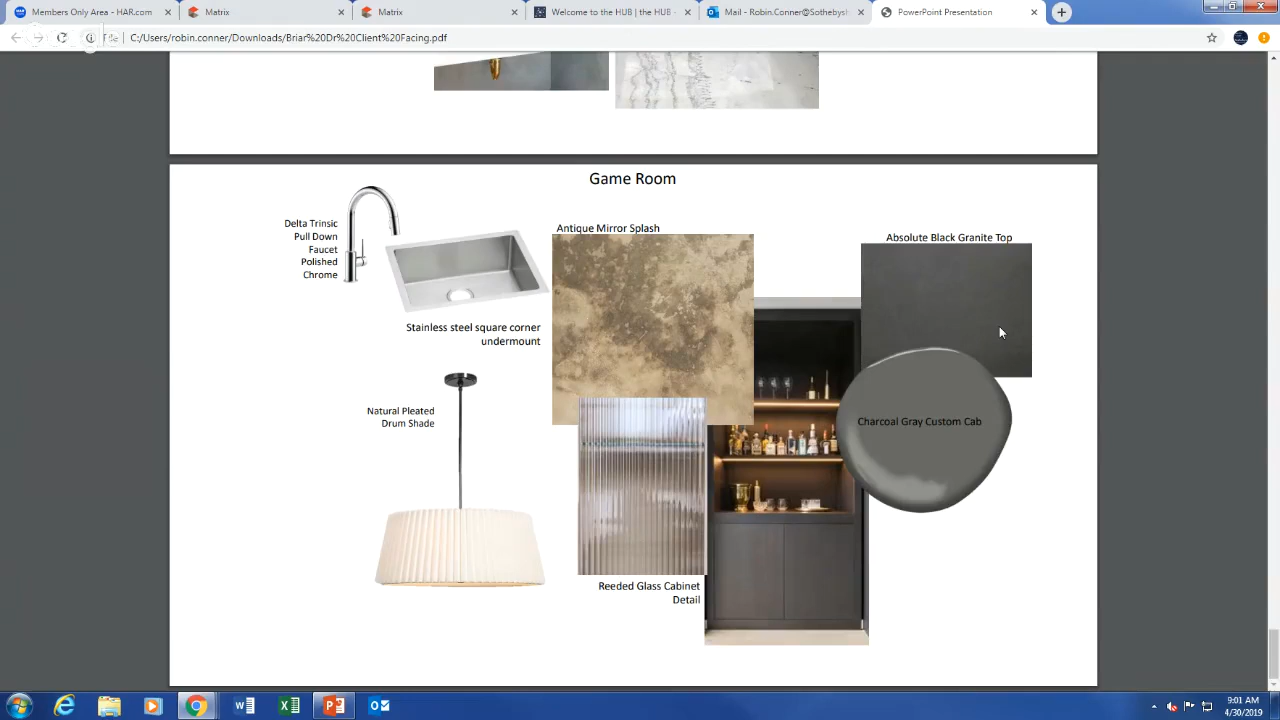 Members Only Area - HAR.com
Matrix
Matrix
Welcome to the HUB | the HUB -
Mail - Robin.Conner@Sothebysh
PowerPoint Presentation
C:/Users/robin.conner/Downloads/Briar%20Dr%20Client%20Facing.pdf
Game Room
Delta Trinsic
Pull Down
Faucet
Polished
Chrome
Stainless steel square corner
undermount
Antique Mirror Splash
Absolute Black Granite Top
Charcoal Gray Custom Cab
Natural Pleated
Drum Shade
Reeded Glass Cabinet
Detail
9:01 AM
4/30/2019